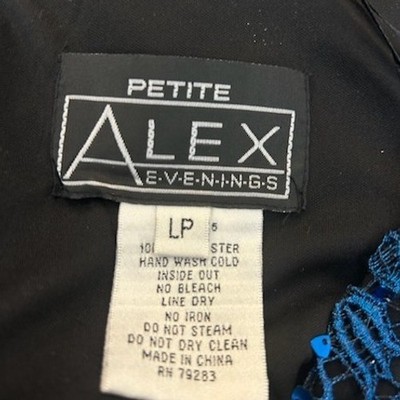 PETITE
ALEX
E·V·E·N·I·N·G·S
LP
HAND WASH COLD
INSIDE OUT
NO BLEACH
LINE DRY
NO IRON
DO NOT STEAM
DO NOT DRY CLEAN
MADE IN CHINA
RN 79283